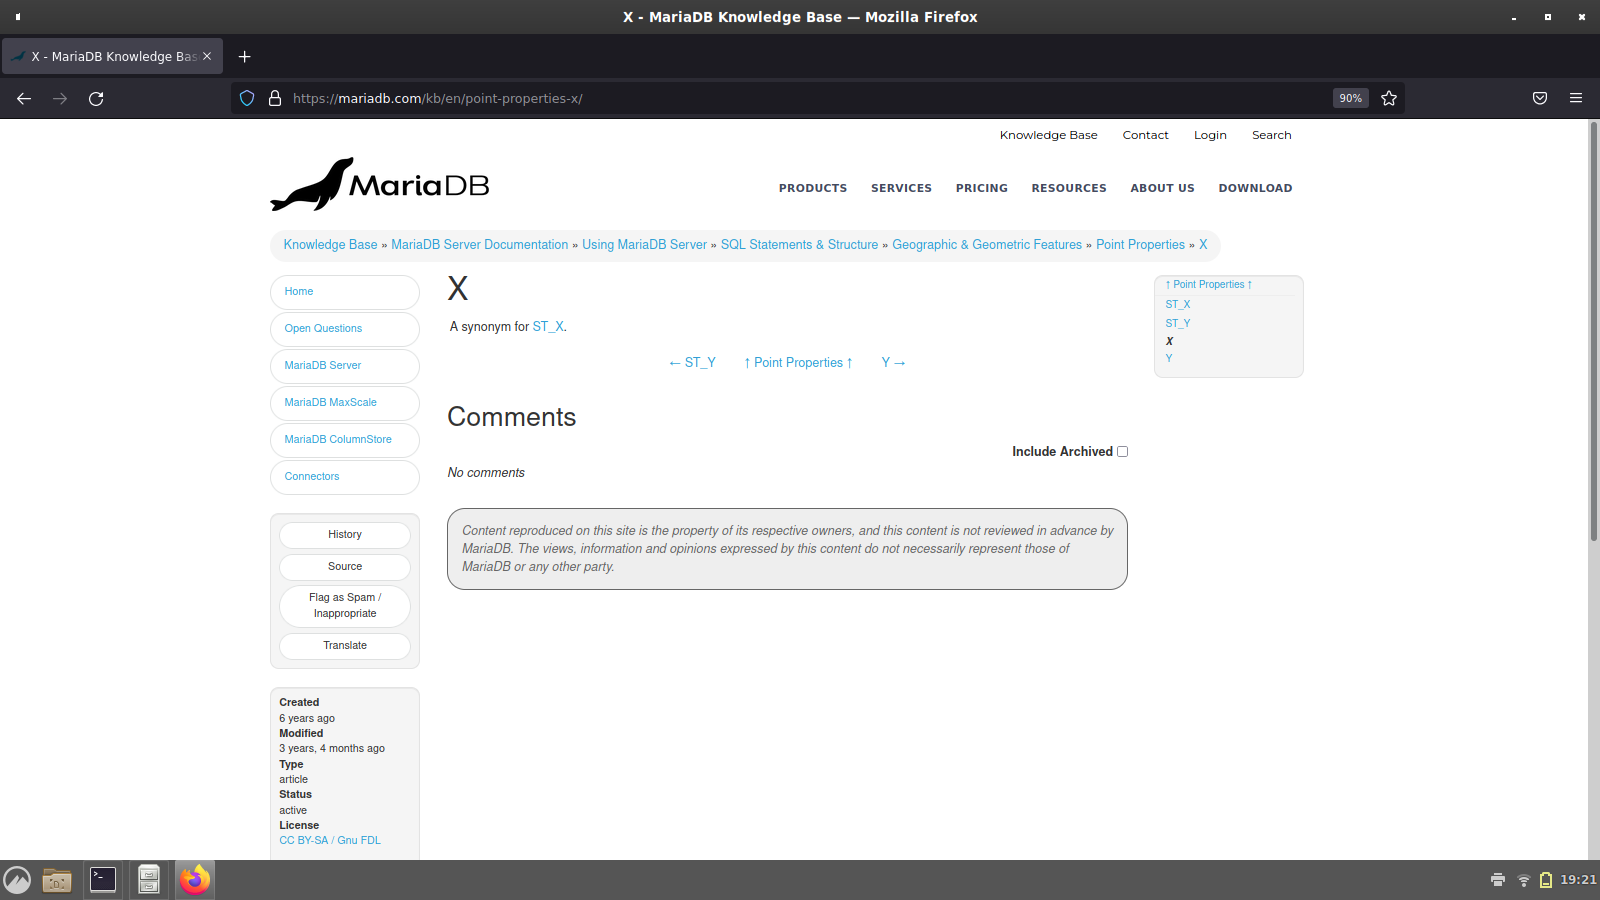 X - MariaDB Knowledge Base — Mozilla Firefox
X - MariaDB Knowledge Bas
https://mariadb.com/kb/en/point-properties-x/
90%
Knowledge Base Contact Login Search
MariaDB
PRODUCTS SERVICES PRICING RESOURCES ABOUT US DOWNLOAD
Knowledge Base » MariaDB Server Documentation » Using MariaDB Server » SQL Statements & Structure » Geographic & Geometric Features » Point Properties » X
Home
Open Questions
MariaDB Server
MariaDB MaxScale
MariaDB ColumnStore
Connectors
History
Source
Flag as Spam /
Inappropriate
Translate
Created
6 years ago
Modified
3 years, 4 months ago
Type
article
Status
active
License
CC BY-SA / Gnu FDL
X
A synonym for ST_X.
← ST_Y ↑ Point Properties ↑ Y →
Comments
Include Archived
No comments
Content reproduced on this site is the property of its respective owners, and this content is not reviewed in advance by
MariaDB. The views, information and opinions expressed by this content do not necessarily represent those of
MariaDB or any other party.
↑ Point Properties ↑
ST_X
ST_Y
X
Y
19:21